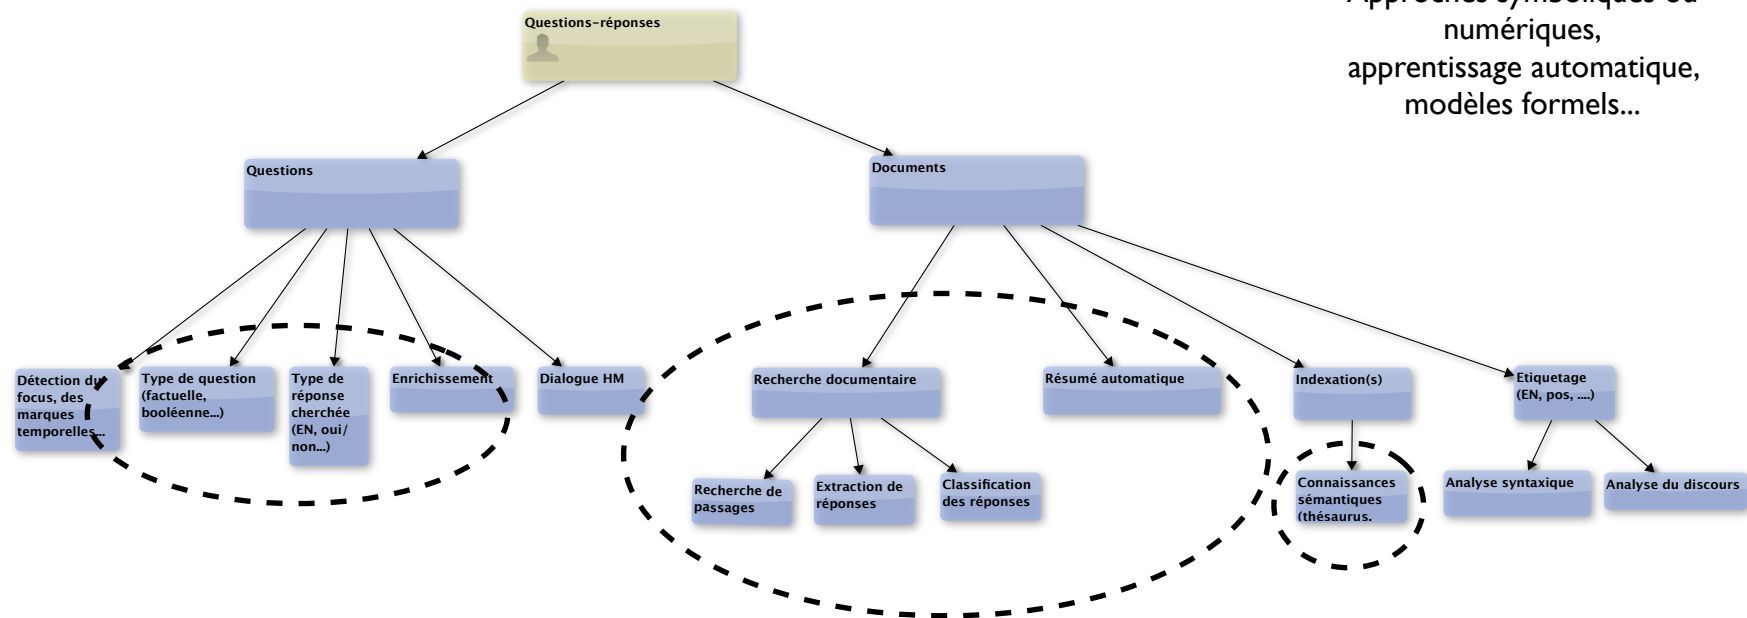 Approches symboliques ou
numériques,
apprentissage automatique,
modèles formels...
Questions-réponses
Questions
Documents
Détection du
focus, des
marques
temporelles...
Type de question
(factuelle,
booléenne...)
Type de
réponse
cherchée
(EN, oui/
non...)
Enrichissement
Dialogue HM
Recherche documentaire
Résumé automatique
Indexation(s)
Etiquetage
(EN, pos, ....)
Recherche de
passages
Extraction de
réponses
Classification
des réponses
Connaissances
sémantiques
(thésaurus.
Analyse syntaxique
Analyse du discours